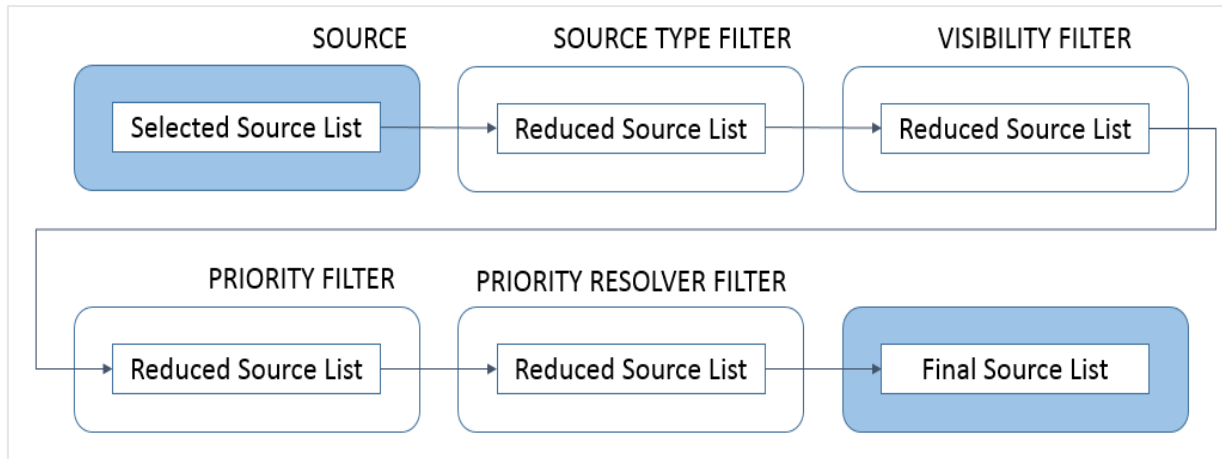 SOURCE
SOURCE TYPE FILTER
VISIBILITY FILTER
Selected Source List
Reduced Source List
Reduced Source List
PRIORITY FILTER
PRIORITY RESOLVER FILTER
Reduced Source List
Reduced Source List
Final Source List